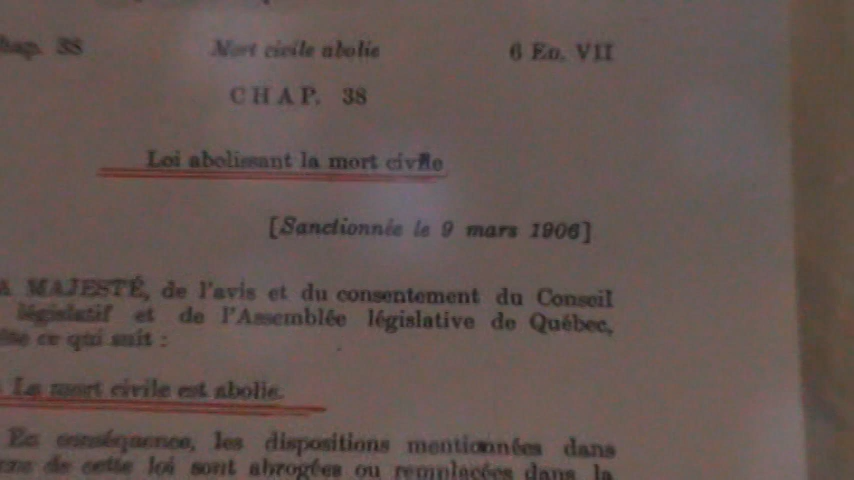 Chap. 38 Mort civile abolie 6 Ed. VII
CHAP. 38
Loi abolissant la mort civile
[Sanctionnée le 9 mars 1906]
A MAJESTÉ, de l'avis et du consentement du Conseil
législatif et de l'Assemblée législative de Québec,
ce qui suit :
La mort civile est abolie.
En conséquence, les dispositions mentionnées dans
de cette loi sont abrogées ou remplacées dans la